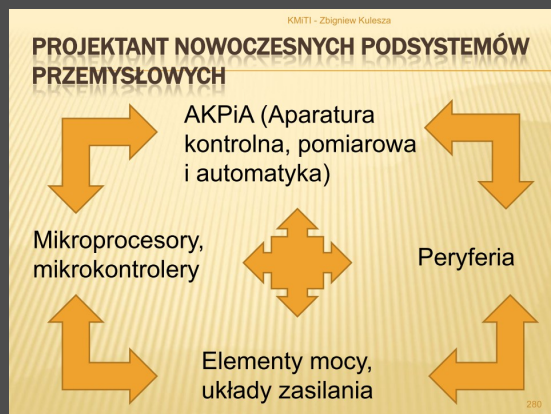 KMiTI - Zbigniew Kulesza
PROJEKTANT NOWOCZESNYCH PODSYSTEMÓW
PRZEMYSŁOWYCH
AKPiA (Aparatura
kontrolna, pomiarowa
i automatyka)
Mikroprocesory,
mikrokontrolery
Peryferia
Elementy mocy,
układy zasilania
280